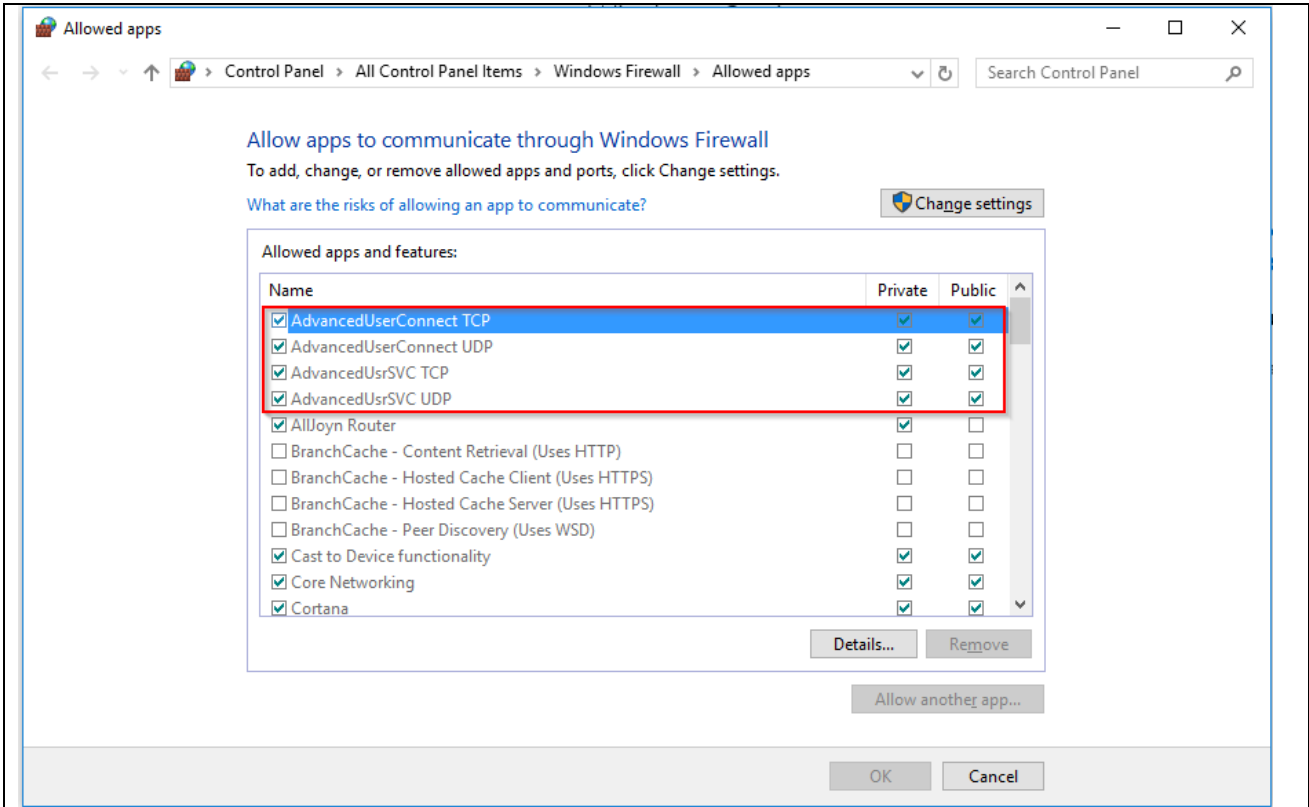 Allowed apps
Control Panel > All Control Panel Items > Windows Firewall > Allowed apps
Search Control Panel
Allow apps to communicate through Windows Firewall
To add, change, or remove allowed apps and ports, click Change settings.
What are the risks of allowing an app to communicate?
Change settings
Allowed apps and features:
Name Private Public
AdvancedUserConnect TCP
AdvancedUserConnect UDP
AdvancedUsrSVC TCP
AdvancedUsrSVC UDP
AllJoyn Router
BranchCache - Content Retrieval (Uses HTTP)
BranchCache - Hosted Cache Client (Uses HTTPS)
BranchCache - Hosted Cache Server (Uses HTTPS)
BranchCache - Peer Discovery (Uses WSD)
Cast to Device functionality
Core Networking
Cortana
Details... Remove
Allow another app...
OK Cancel